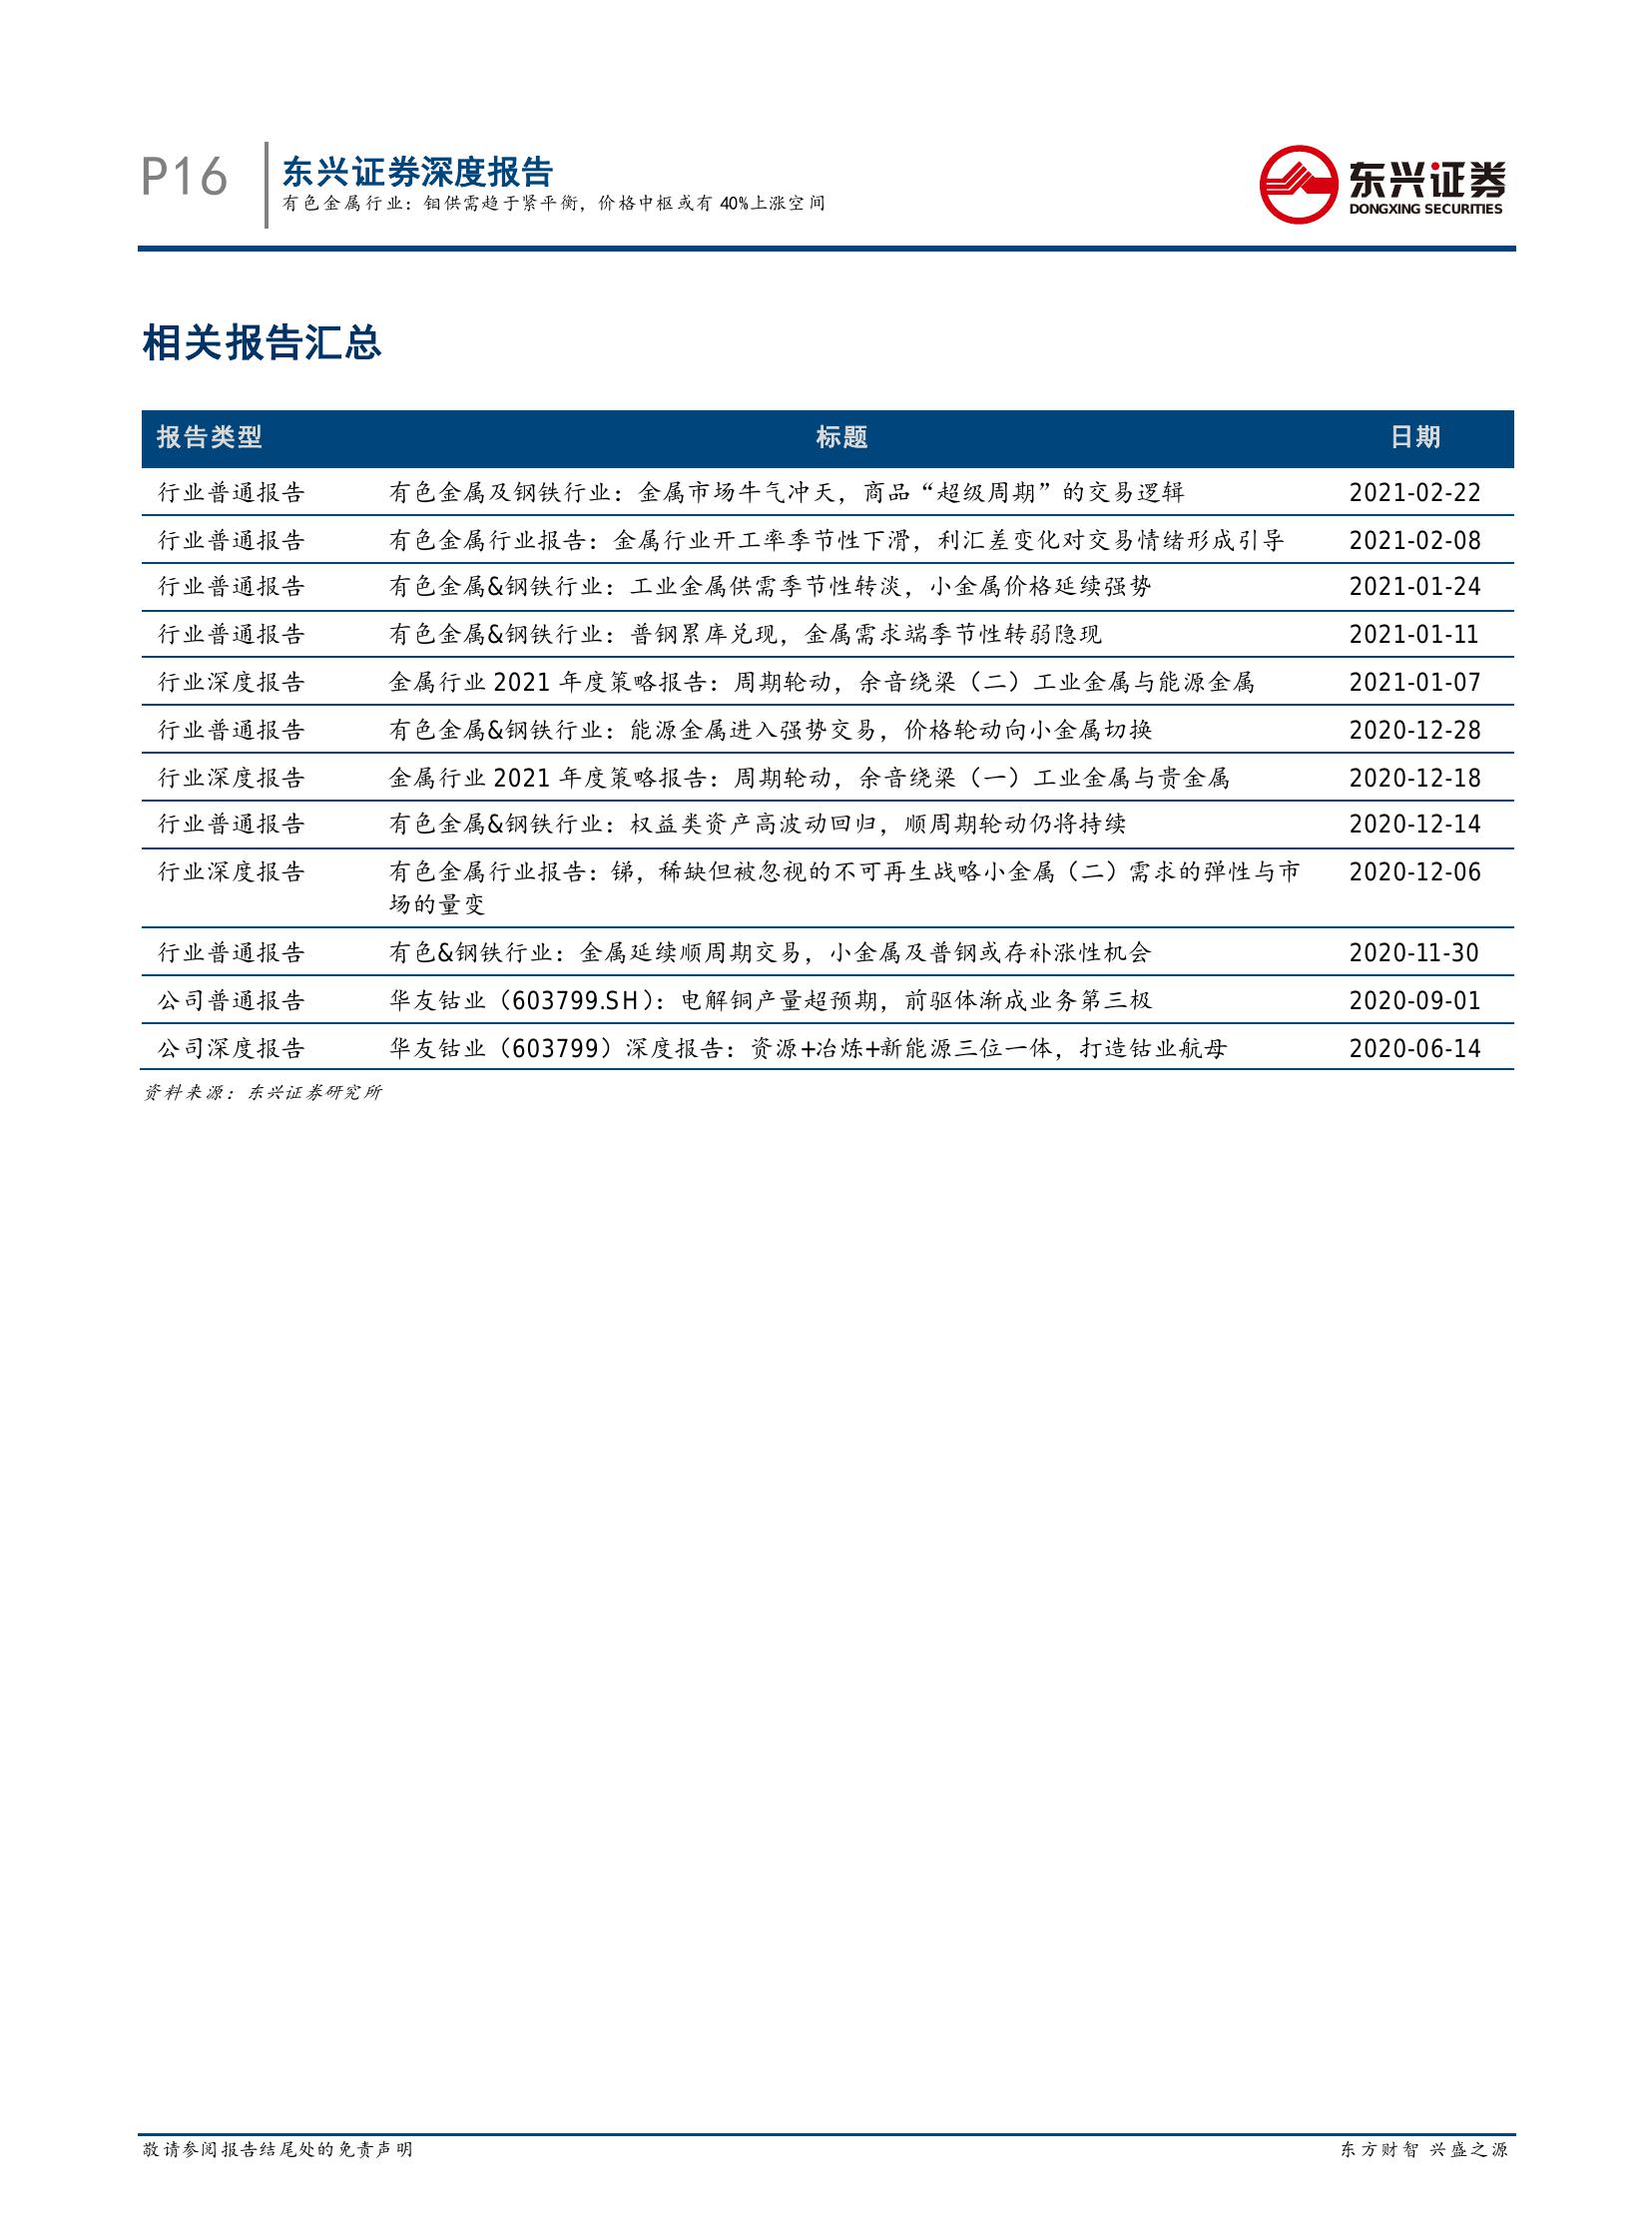 P16
东兴证券深度报告
有色金属行业：钼供需趋于紧平衡，价格中枢或有 40%上涨空间
东兴证券
DONGXING SECURITIES
相关报告汇总
报告类型 标题 日期
行业普通报告 有色金属及钢铁行业：金属市场牛气冲天，商品“超级周期”的交易逻辑 2021-02-22
行业普通报告 有色金属行业报告：金属行业开工率季节性下滑，利汇差变化对交易情绪形成引导 2021-02-08
行业普通报告 有色金属&钢铁行业：工业金属供需季节性转淡，小金属价格延续强势 2021-01-24
行业普通报告 有色金属&钢铁行业：普钢累库兑现，金属需求端季节性转弱隐现 2021-01-11
行业深度报告 金属行业 2021 年度策略报告：周期轮动，余音绕梁（二）工业金属与能源金属 2021-01-07
行业普通报告 有色金属&钢铁行业：能源金属进入强势交易，价格轮动向小金属切换 2020-12-28
行业深度报告 金属行业 2021 年度策略报告：周期轮动，余音绕梁（一）工业金属与贵金属 2020-12-18
行业普通报告 有色金属&钢铁行业：权益类资产高波动回归，顺周期轮动仍将持续 2020-12-14
行业深度报告 有色金属行业报告：锑，稀缺但被忽视的不可再生战略小金属（二）需求的弹性与市 2020-12-06
场的量变
行业普通报告 有色&钢铁行业：金属延续顺周期交易，小金属及普钢或存补涨性机会 2020-11-30
公司普通报告 华友钴业（603799.SH）：电解铜产量超预期，前驱体渐成业务第三极 2020-09-01
公司深度报告 华友钴业（603799）深度报告：资源+冶炼+新能源三位一体，打造钴业航母 2020-06-14
资料来源：东兴证券研究所
敬请参阅报告结尾处的免责声明
东方财智 兴盛之源